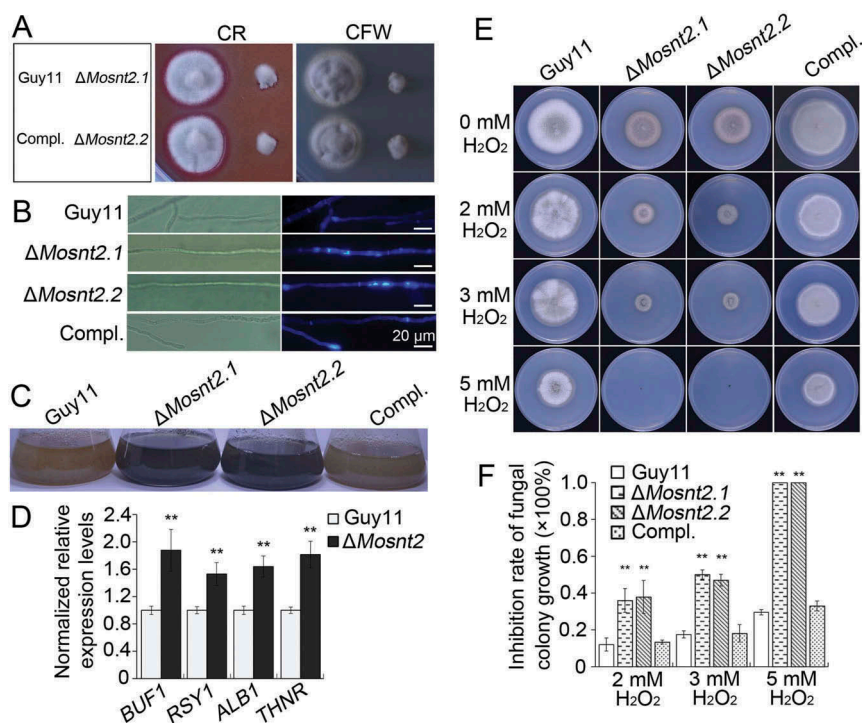 A
CR
CFW
Guy11 ΔMosnt2.1
Compl. ΔMosnt2.2
B
Guy11
ΔMosnt2.1
ΔMosnt2.2
Compl.
20 μm
C
Guy11
ΔMosnt2.1
ΔMosnt2.2
Compl.
D
Guy11
ΔMosnt2
Normalized relative
expression levels
2.6
2.2
1.8
1.4
1.0
0.6
0.2
**
**
**
**
BUF1
RSY1
ALB1
THNR
E
Guy11
ΔMosnt2.1
ΔMosnt2.2
Compl.
0 mM
H₂O₂
2 mM
H₂O₂
3 mM
H₂O₂
5 mM
H₂O₂
F
Guy11
ΔMosnt2.1
ΔMosnt2.2
Compl.
Inhibition rate of fungal
colony growth (×100%)
1.0
0.8
0.6
0.4
0.2
0
** **
** **
** **
2 mM
H₂O₂
3 mM
H₂O₂
5 mM
H₂O₂